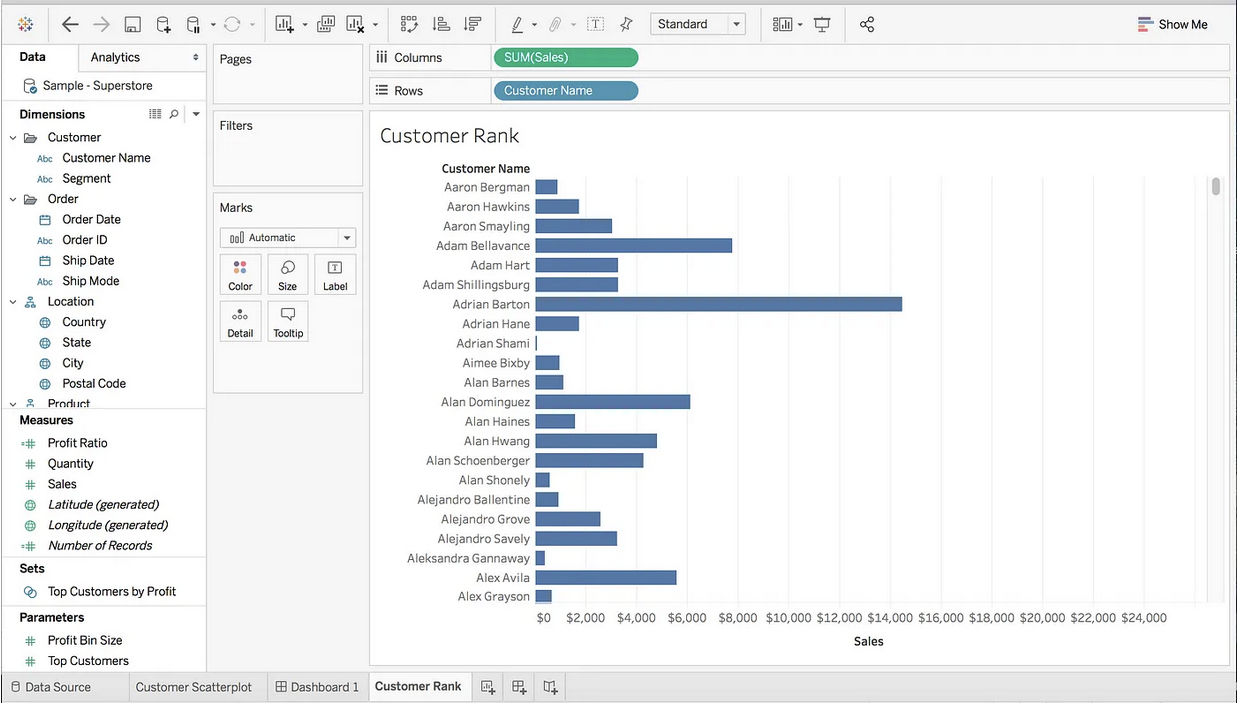 Standard
Show Me
Data
Analytics
Sample - Superstore
Dimensions
Customer
Abc Customer Name
Abc Segment
Order
Order Date
Abc Order ID
Ship Date
Abc Ship Mode
Location
Country
State
City
Postal Code
Product
Measures
Profit Ratio
Quantity
Sales
Latitude (generated)
Longitude (generated)
Number of Records
Sets
Top Customers by Profit
Parameters
Profit Bin Size
Top Customers
Pages
Filters
Marks
Automatic
Color
Size
Label
Detail
Tooltip
Columns
SUM(Sales)
Rows
Customer Name
Customer Rank
Customer Name
Aaron Bergman
Aaron Hawkins
Aaron Smayling
Adam Bellavance
Adam Hart
Adam Shillingsburg
Adrian Barton
Adrian Hane
Adrian Shami
Aimee Bixby
Alan Barnes
Alan Dominguez
Alan Haines
Alan Hwang
Alan Schoenberger
Alan Shonely
Alejandro Ballentine
Alejandro Grove
Alejandro Savely
Aleksandra Gannaway
Alex Avila
Alex Grayson
$0 $2,000 $4,000 $6,000 $8,000 $10,000 $12,000 $14,000 $16,000 $18,000 $20,000 $22,000 $24,000
Sales
Data Source
Customer Scatterplot
Dashboard 1
Customer Rank